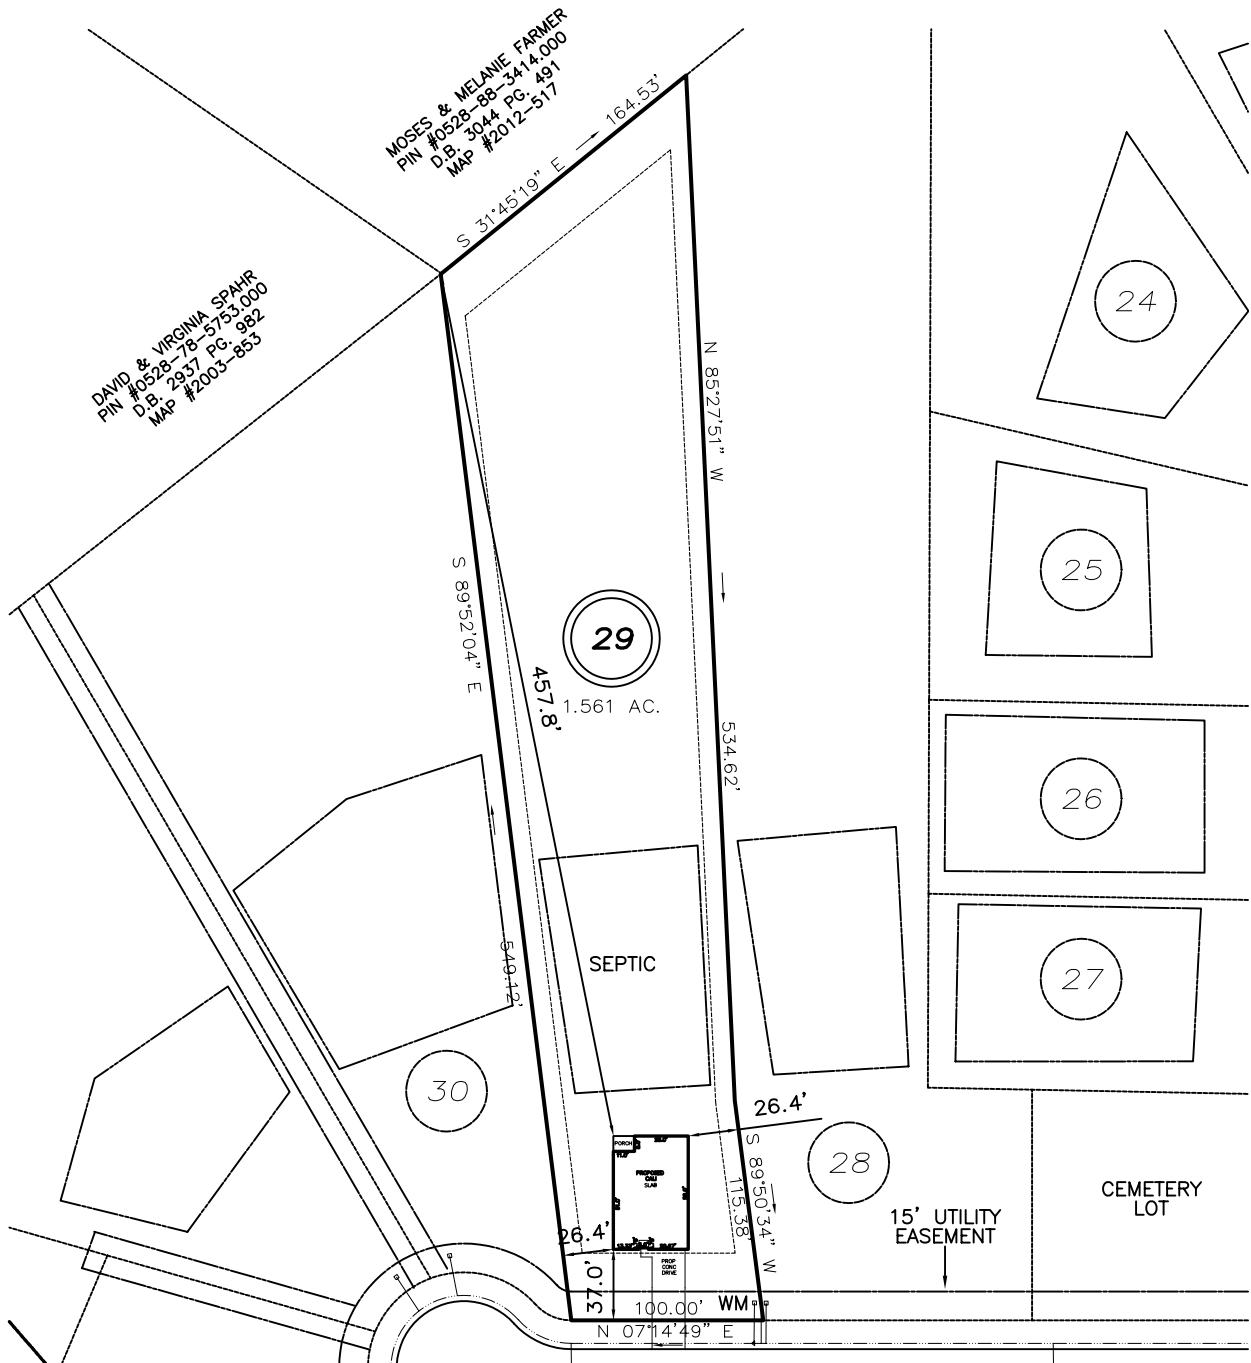 MOSES & MELANIE FARMER
PIN #0528-88-3414.000
D.B. 3044 PG. 491
MAP #2012-517
S 31°45'19" E
164.53'
DAVID & VIRGINIA SPAHR
PIN #0528-78-5753.000
D.B. 2937 PG. 982
MAP #2003-853
24
N 85°27'51" W
25
S 89°52'04" E
29
1.561 AC.
457.8'
534.62'
26
549.12'
SEPTIC
27
30
26.4'
28
PORCH
11.0'
PROPOSED
CALI
SLAB
S 89°50'34" W
115.38'
CEMETERY
LOT
15' UTILITY
EASEMENT
26.4'
PROP
CONC
DRIVE
37.0'
100.00'
WM
N 07°14'49" E